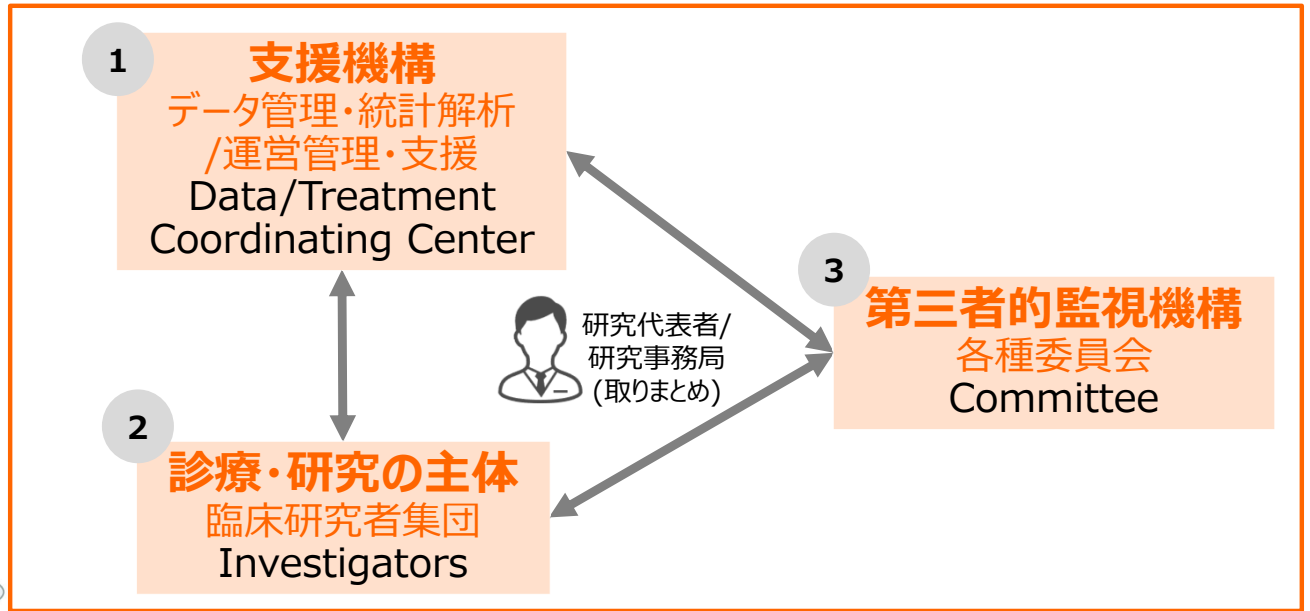 1
支援機構
データ管理・統計解析
/運営管理・支援
Data/Treatment
Coordinating Center
2
診療・研究の主体
臨床研究者集団
Investigators
研究代表者/
研究事務局
(取りまとめ)
3
第三者的監視機構
各種委員会
Committee